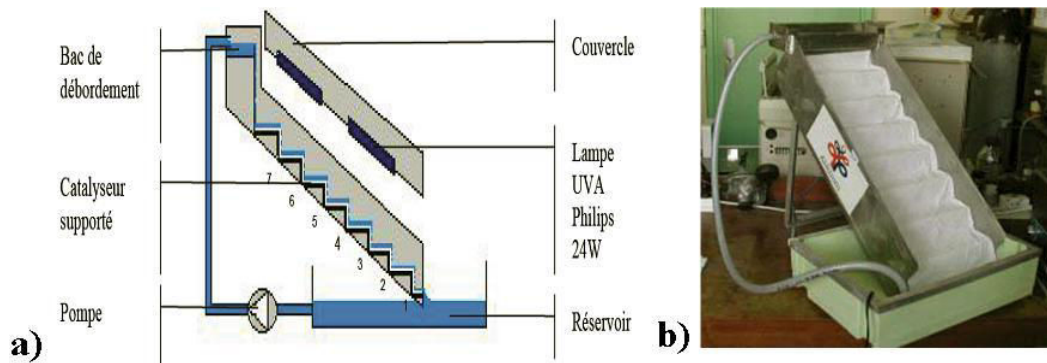 Bac de
débordement
Catalyseur
supporté
Pompe
a)
7
6
5
4
3
2
1
Couvercle
Lampe
UVA
Philips
24W
Réservoir
b)